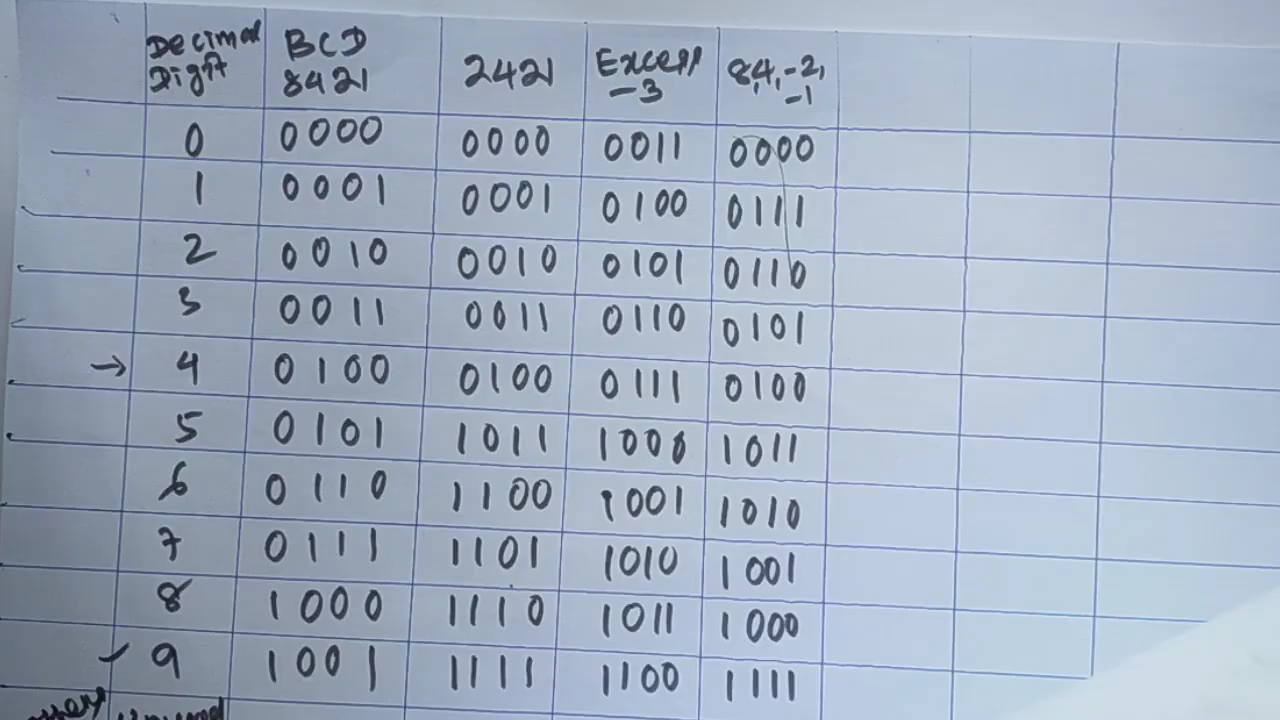 Decimal Digit BCD 8421 2421 Excess -3 8,4,-2,-1
0 0000 0000 0011 0000
1 0001 0001 0100 0111
2 0010 0010 0101 0110
3 0011 0011 0110 0101
→ 4 0100 0100 0111 0100
5 0101 1011 1000 1011
6 0110 1100 1001 1010
7 0111 1101 1010 1001
8 1000 1110 1011 1000
9 1001 1111 1100 1111